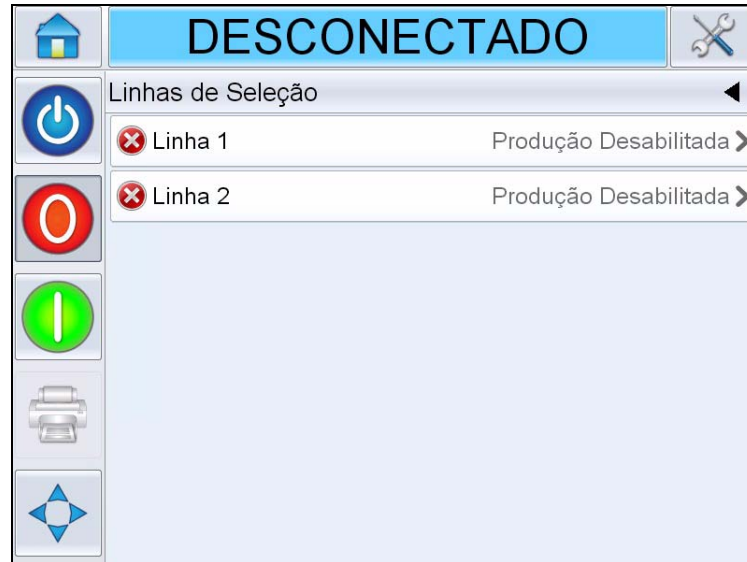 DESCONECTADO
Linhas de Seleção
Linha 1 Produção Desabilitada
Linha 2 Produção Desabilitada